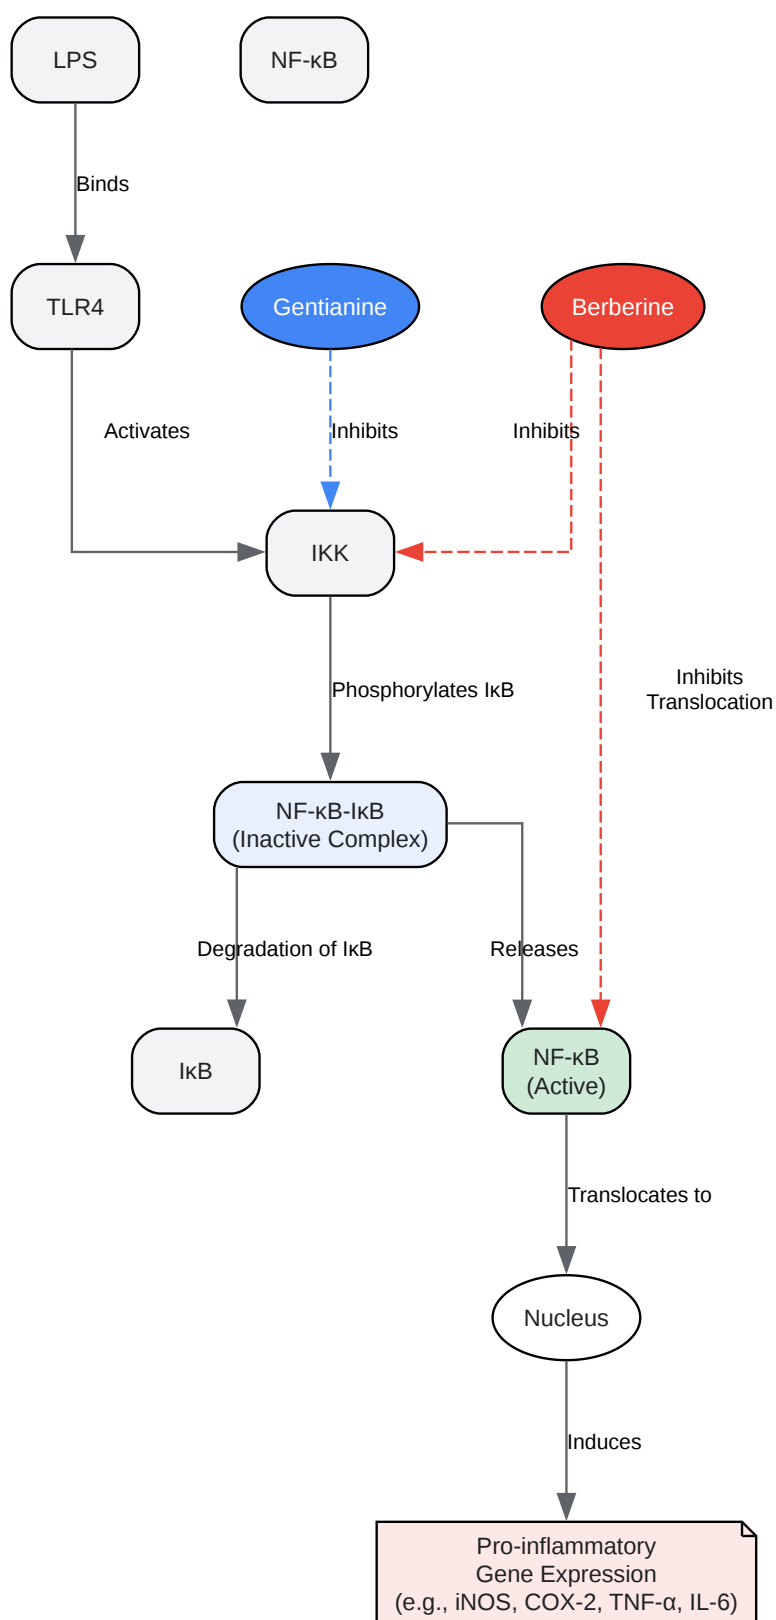 LPS
NF-κB
Binds
TLR4
Gentianine
Berberine
Activates
Inhibits
Inhibits
IKK
Inhibits
Translocation
Phosphorylates IκB
NF-κB-IκB
(Inactive Complex)
Degradation of IκB
Releases
IκB
NF-κB
(Active)
Translocates to
Nucleus
Induces
Pro-inflammatory
Gene Expression
(e.g., iNOS, COX-2, TNF-α, IL-6)